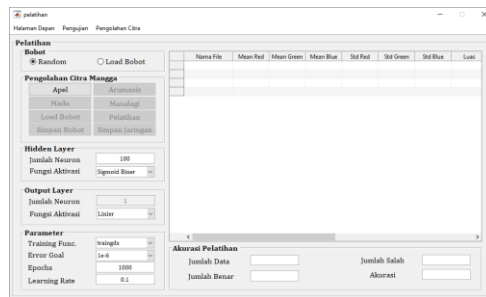 pelatihan
Halaman Depan Pengujian Pengolahan Citra
Pelatihan
Bobot
Random Load Bobot
Pengolahan Citra Mangga
Apel Arumanis
Madu Manalagi
Load Bobot Pelatihan
Simpan Bobot Simpan Jaringan
Hidden Layer
Jumlah Neuron 100
Fungsi Aktivasi Sigmoid Biner
Output Layer
Jumlah Neuron 1
Fungsi Aktivasi Linier
Parameter
Training Func. traingdx
Error Goal 1e-6
Epochs 1000
Learning Rate 0.1
Nama File Mean Red Mean Green Mean Blue Std Red Std Green Std Blue Luas
Akurasi Pelatihan
Jumlah Data Jumlah Salah
Jumlah Benar Akurasi